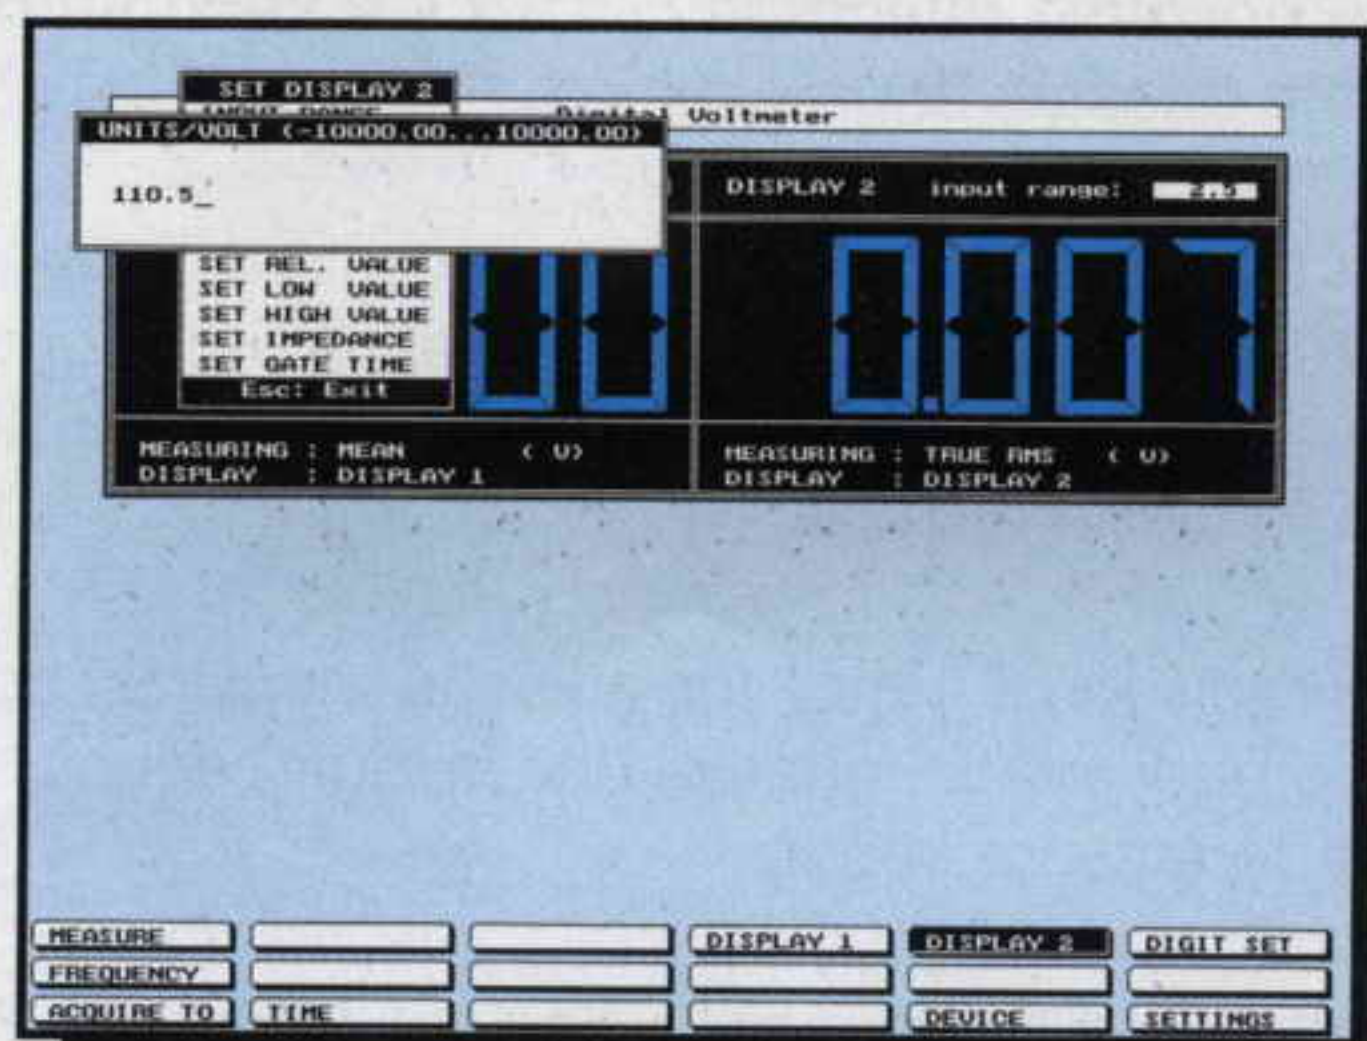 SET DISPLAY 2
Digital Voltmeter
UNITS/VOLT (-10000.00...10000.00)
110.5_
SET REL. VALUE
SET LOW VALUE
SET HIGH VALUE
SET IMPEDANCE
SET GATE TIME
Esc: Exit
MEASURING : MEAN ( V)
DISPLAY : DISPLAY 1
DISPLAY 2 input range: 2.5
0.007
MEASURING : TRUE RMS ( V)
DISPLAY : DISPLAY 2
MEASURE
DISPLAY 1
DISPLAY 2
DIGIT SET
FREQUENCY
ACQUIRE TO
TIME
DEVICE
SETTINGS